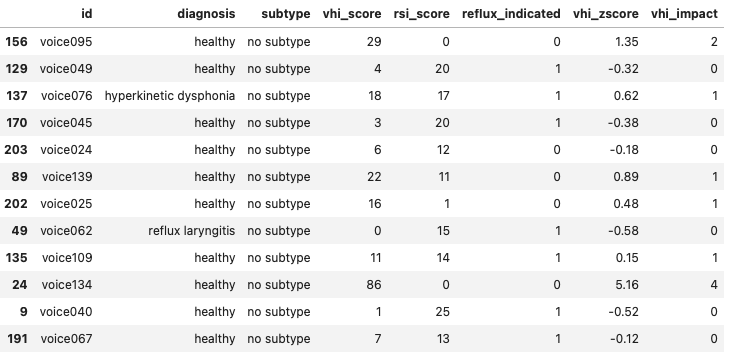 id diagnosis subtype vhi_score rsi_score reflux_indicated vhi_zscore vhi_impact
156 voice095 healthy no subtype 29 0 0 1.35 2
129 voice049 healthy no subtype 4 20 1 -0.32 0
137 voice076 hyperkinetic dysphonia no subtype 18 17 1 0.62 1
170 voice045 healthy no subtype 3 20 1 -0.38 0
203 voice024 healthy no subtype 6 12 0 -0.18 0
89 voice139 healthy no subtype 22 11 0 0.89 1
202 voice025 healthy no subtype 16 1 0 0.48 1
49 voice062 reflux laryngitis no subtype 0 15 1 -0.58 0
135 voice109 healthy no subtype 11 14 1 0.15 1
24 voice134 healthy no subtype 86 0 0 5.16 4
9 voice040 healthy no subtype 1 25 1 -0.52 0
191 voice067 healthy no subtype 7 13 1 -0.12 0